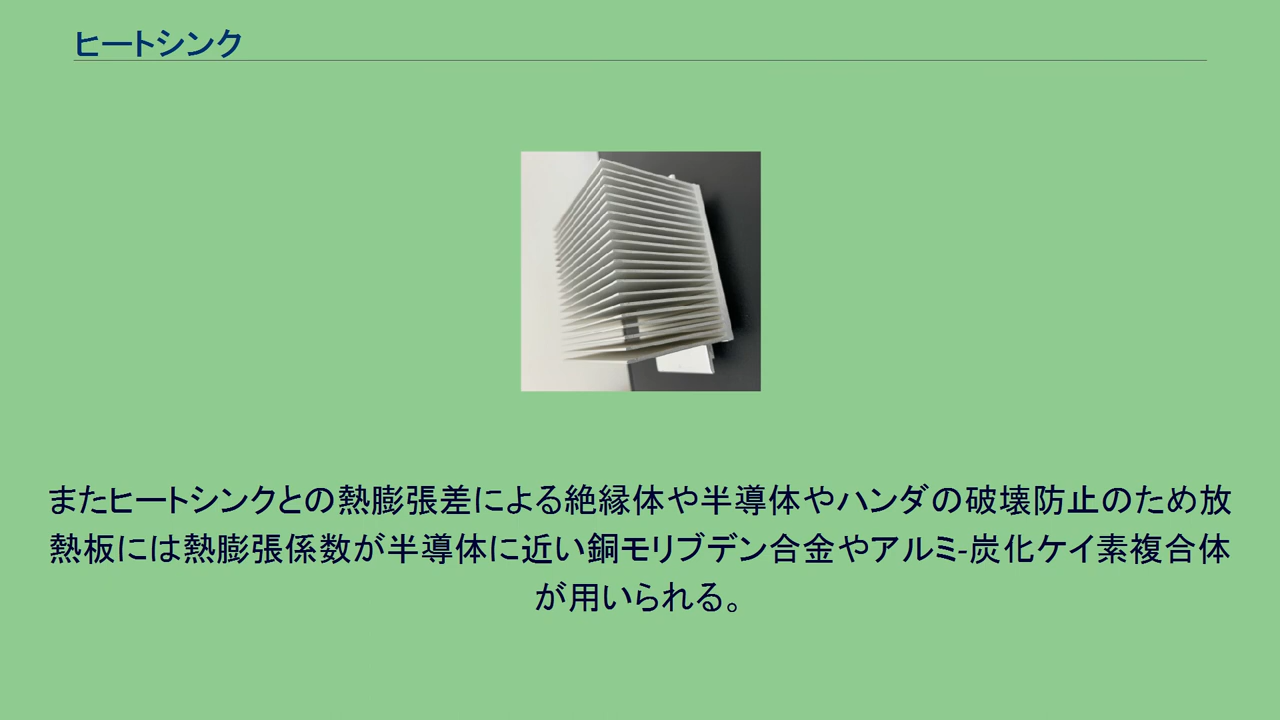 ヒートシンク
またヒートシンクとの熱膨張差による絶縁体や半導体やハンダの破壊防止のため放
熱板には熱膨張係数が半導体に近い銅モリブデン合金やアルミ-炭化ケイ素複合体
が用いられる。